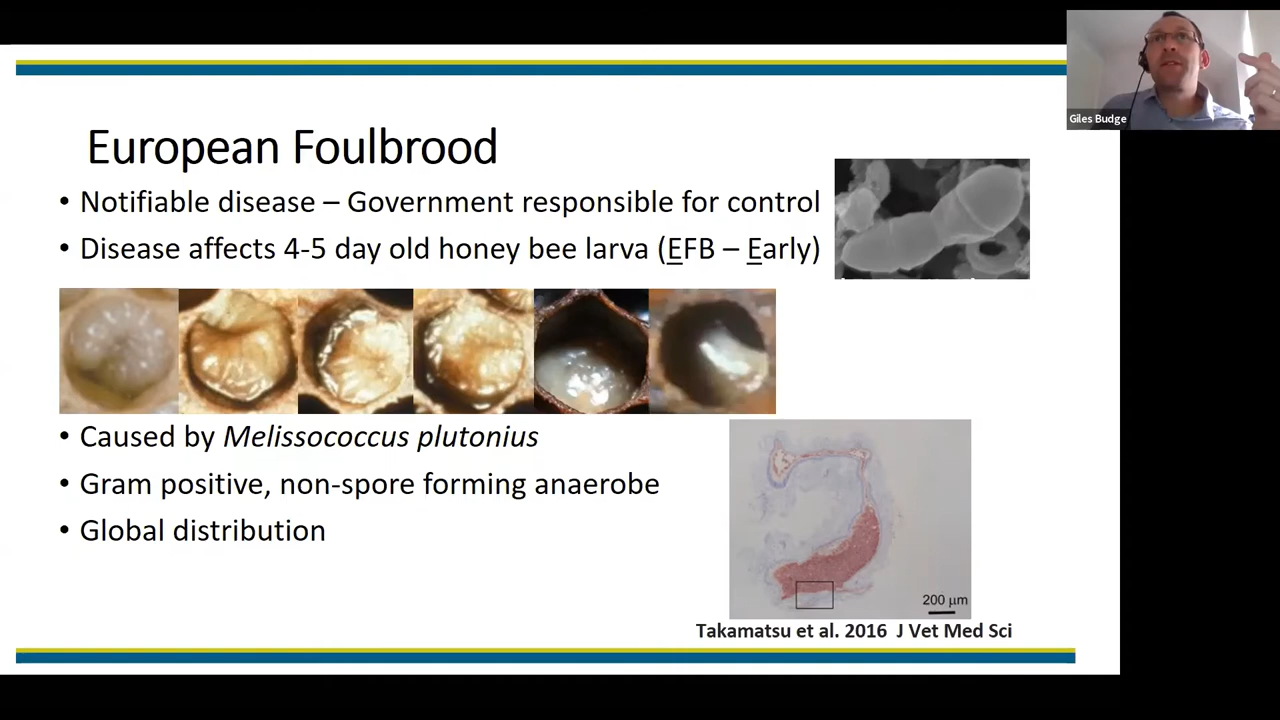 Giles Budge
European Foulbrood
• Notifiable disease – Government responsible for control
• Disease affects 4-5 day old honey bee larva (EFB – Early)
• Caused by Melissococcus plutonius
• Gram positive, non-spore forming anaerobe
• Global distribution
200 μm
Takamatsu et al. 2016 J Vet Med Sci